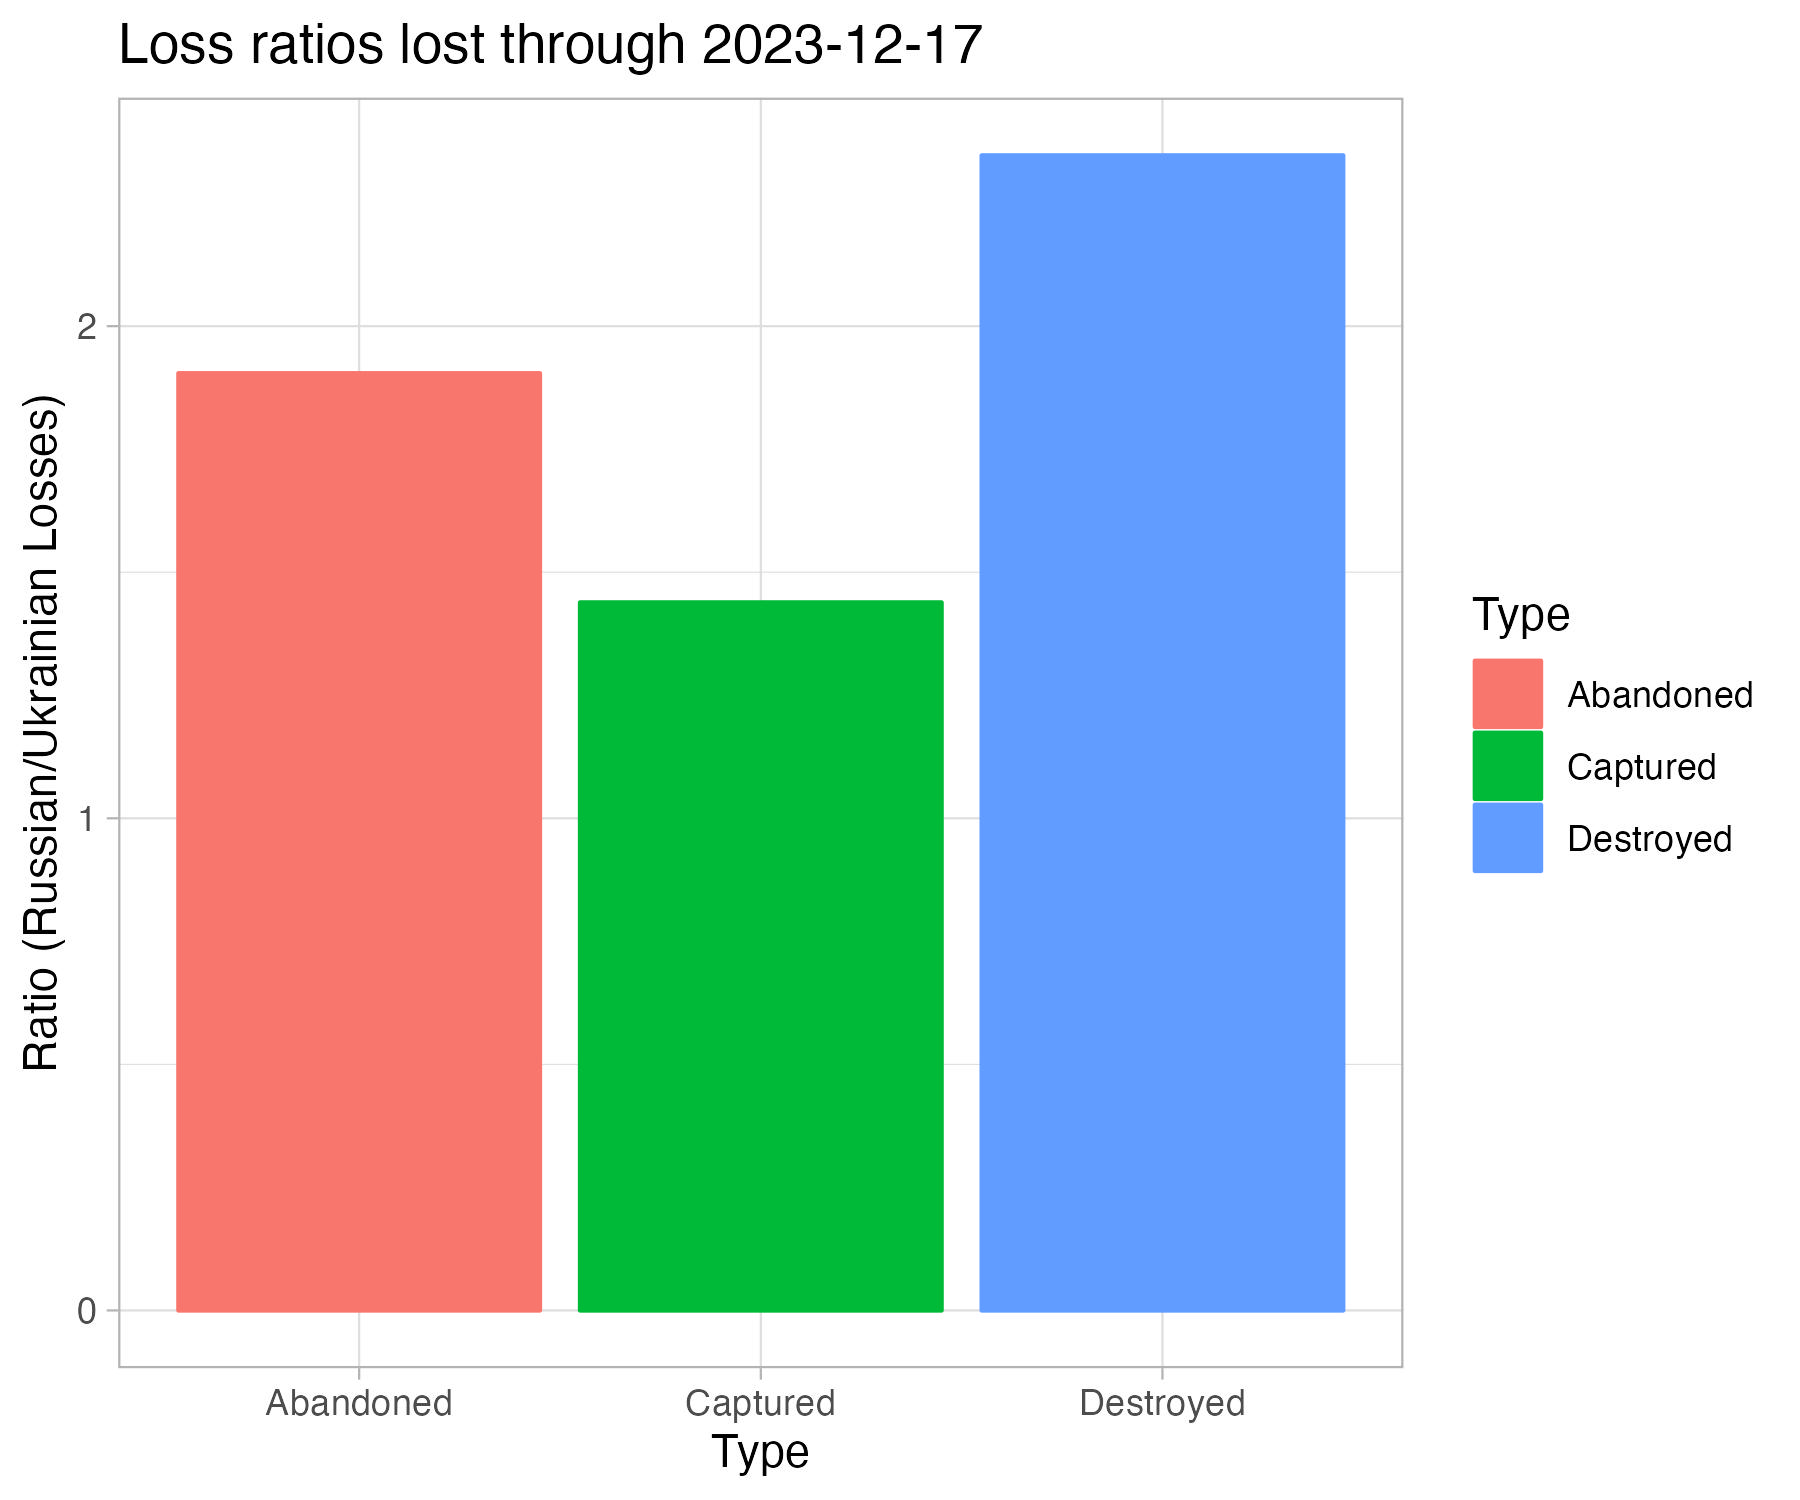 Loss ratios lost through 2023-12-17
Ratio (Russian/Ukrainian Losses)
2
1
0
Abandoned
Captured
Destroyed
Type
Type
Abandoned
Captured
Destroyed